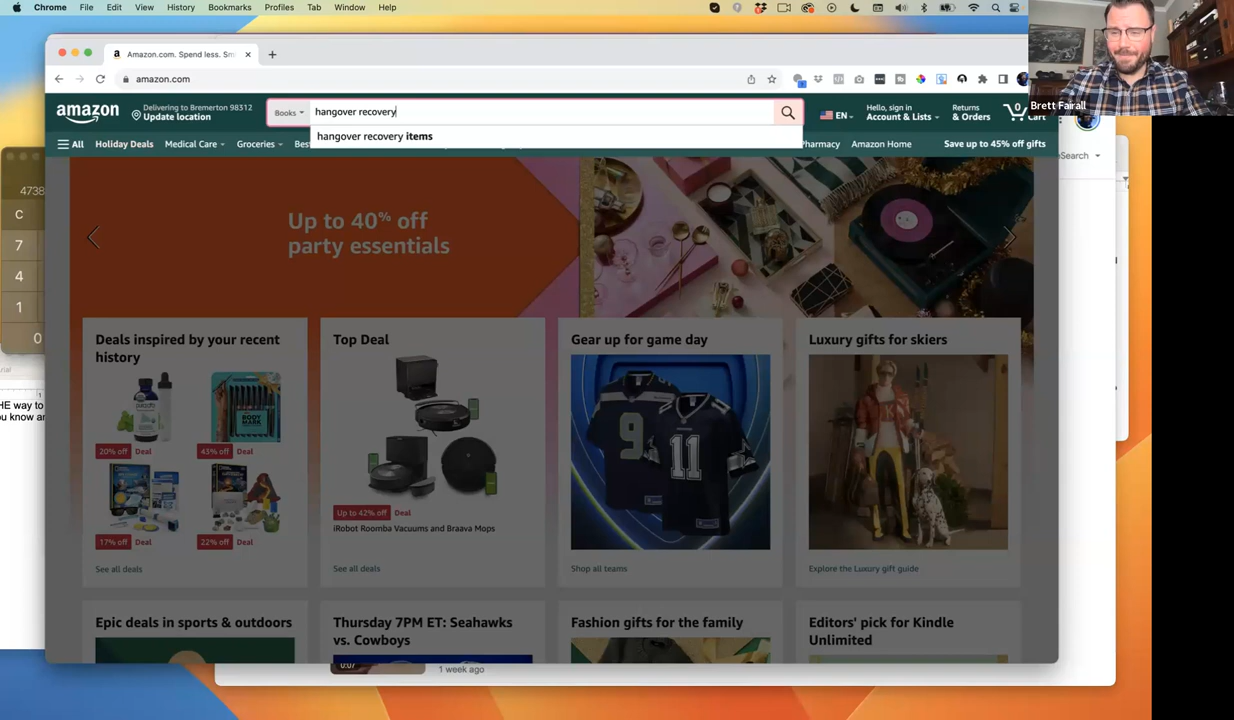 Chrome File Edit View History Bookmarks Profiles Tab Window Help
Brett Fairall
Amazon.com. Spend less. Sm
amazon.com
amazon
Delivering to Bremerton 98312
Update location
Books
hangover recovery
hangover recovery items
EN
Hello, sign in
Account & Lists
Returns
& Orders
0
Cart
All
Holiday Deals
Medical Care
Groceries
Bes
Pharmacy
Amazon Home
Save up to 45% off gifts
eSearch
4738
C
7
4
1
0
rial
1
HE way to
ou know an
Up to 40% off
party essentials
Deals inspired by your recent
history
20% off Deal
43% off Deal
17% off Deal
22% off Deal
See all deals
Top Deal
Up to 42% off Deal
iRobot Roomba Vacuums and Braava Mops
See all deals
Gear up for game day
9
11
Shop all teams
Luxury gifts for skiers
K
Explore the Luxury gift guide
Epic deals in sports & outdoors
Thursday 7PM ET: Seahawks
vs. Cowboys
Fashion gifts for the family
Editors' pick for Kindle
Unlimited
0:07
1 week ago